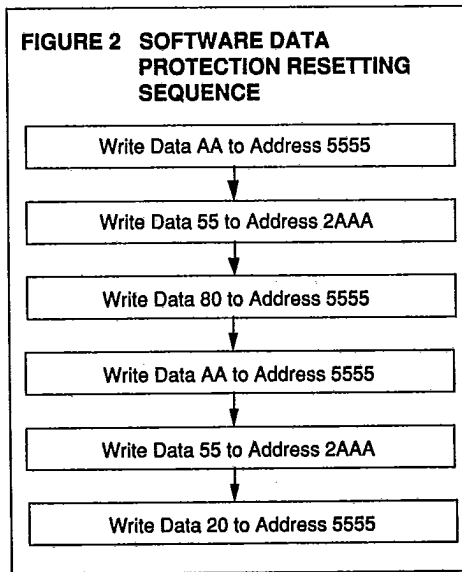 FIGURE 2 SOFTWARE DATA
PROTECTION RESETTING
SEQUENCE
Write Data AA to Address 5555
Write Data 55 to Address 2AAA
Write Data 80 to Address 5555
Write Data AA to Address 5555
Write Data 55 to Address 2AAA
Write Data 20 to Address 5555